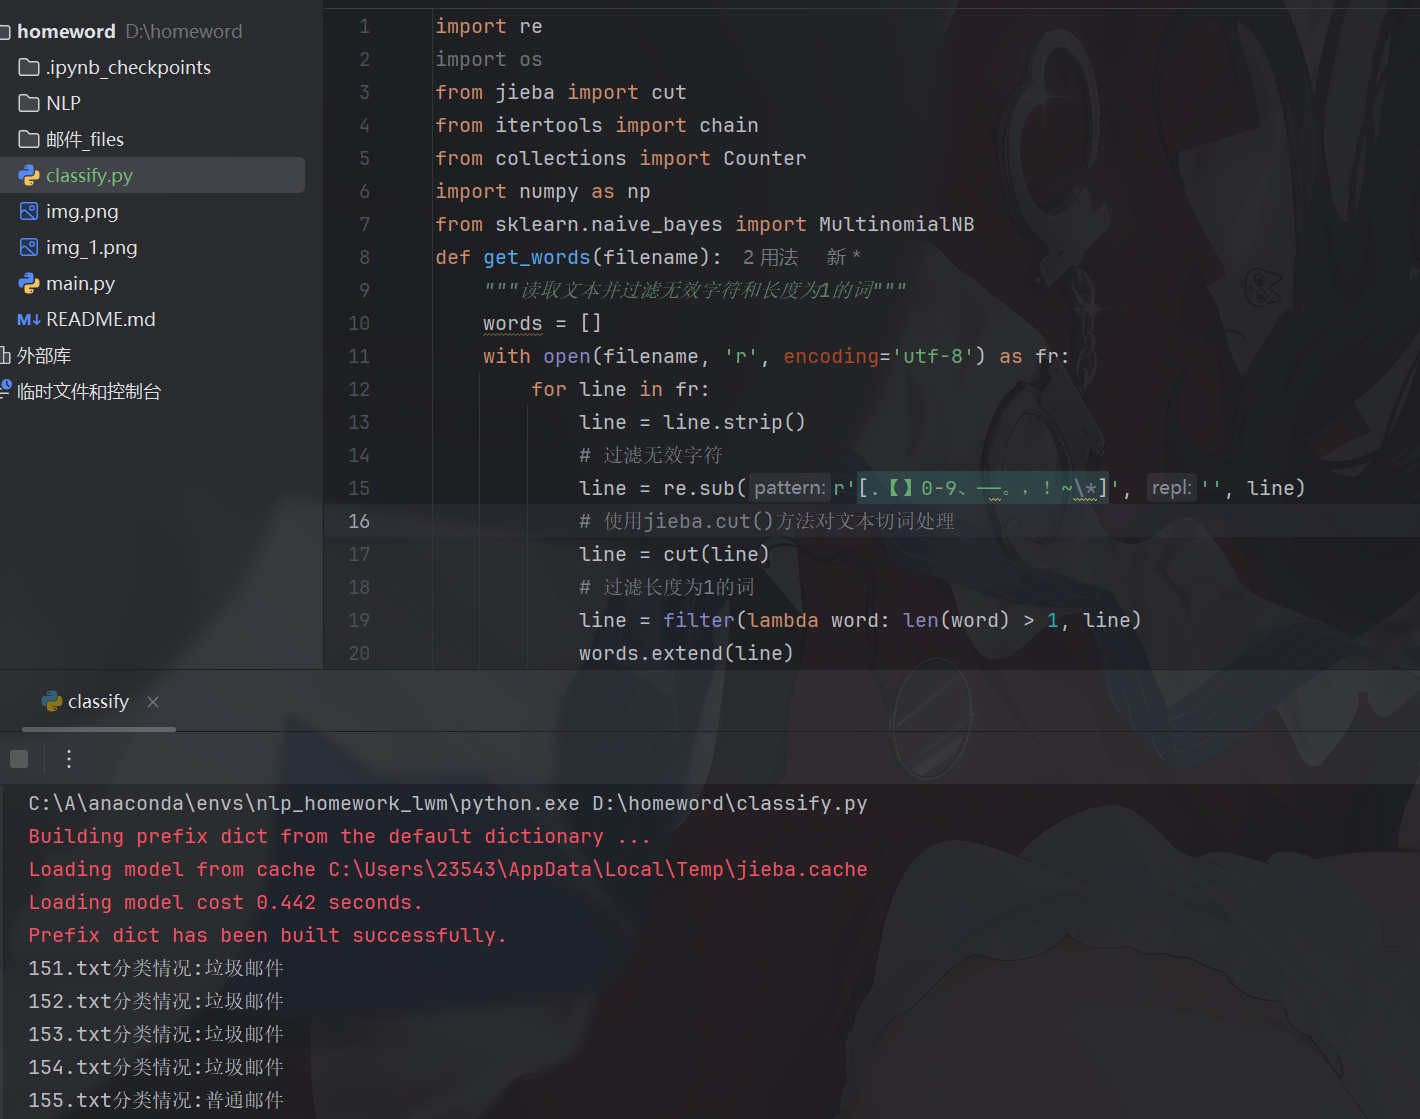 homeword D:\homeword
.ipynb_checkpoints
NLP
邮件_files
classify.py
img.png
img_1.png
main.py
M↓ README.md
外部库
临时文件和控制台
1 import re
2 import os
3 from jieba import cut
4 from itertools import chain
5 from collections import Counter
6 import numpy as np
7 from sklearn.naive_bayes import MultinomialNB
8 def get_words(filename): 2 用法 新 *
9 """读取文本并过滤无效字符和长度为1的词"""
10 words = []
11 with open(filename, 'r', encoding='utf-8') as fr:
12 for line in fr:
13 line = line.strip()
14 # 过滤无效字符
15 line = re.sub( pattern: r'[.【】0-9、——。，！~\*]', repl: '', line)
16 # 使用jieba.cut()方法对文本切词处理
17 line = cut(line)
18 # 过滤长度为1的词
19 line = filter(lambda word: len(word) > 1, line)
20 words.extend(line)
classify ×
C:\A\anaconda\envs\nlp_homework_lwm\python.exe D:\homeword\classify.py
Building prefix dict from the default dictionary ...
Loading model from cache C:\Users\23543\AppData\Local\Temp\jieba.cache
Loading model cost 0.442 seconds.
Prefix dict has been built successfully.
151.txt分类情况:垃圾邮件
152.txt分类情况:垃圾邮件
153.txt分类情况:垃圾邮件
154.txt分类情况:垃圾邮件
155.txt分类情况:普通邮件